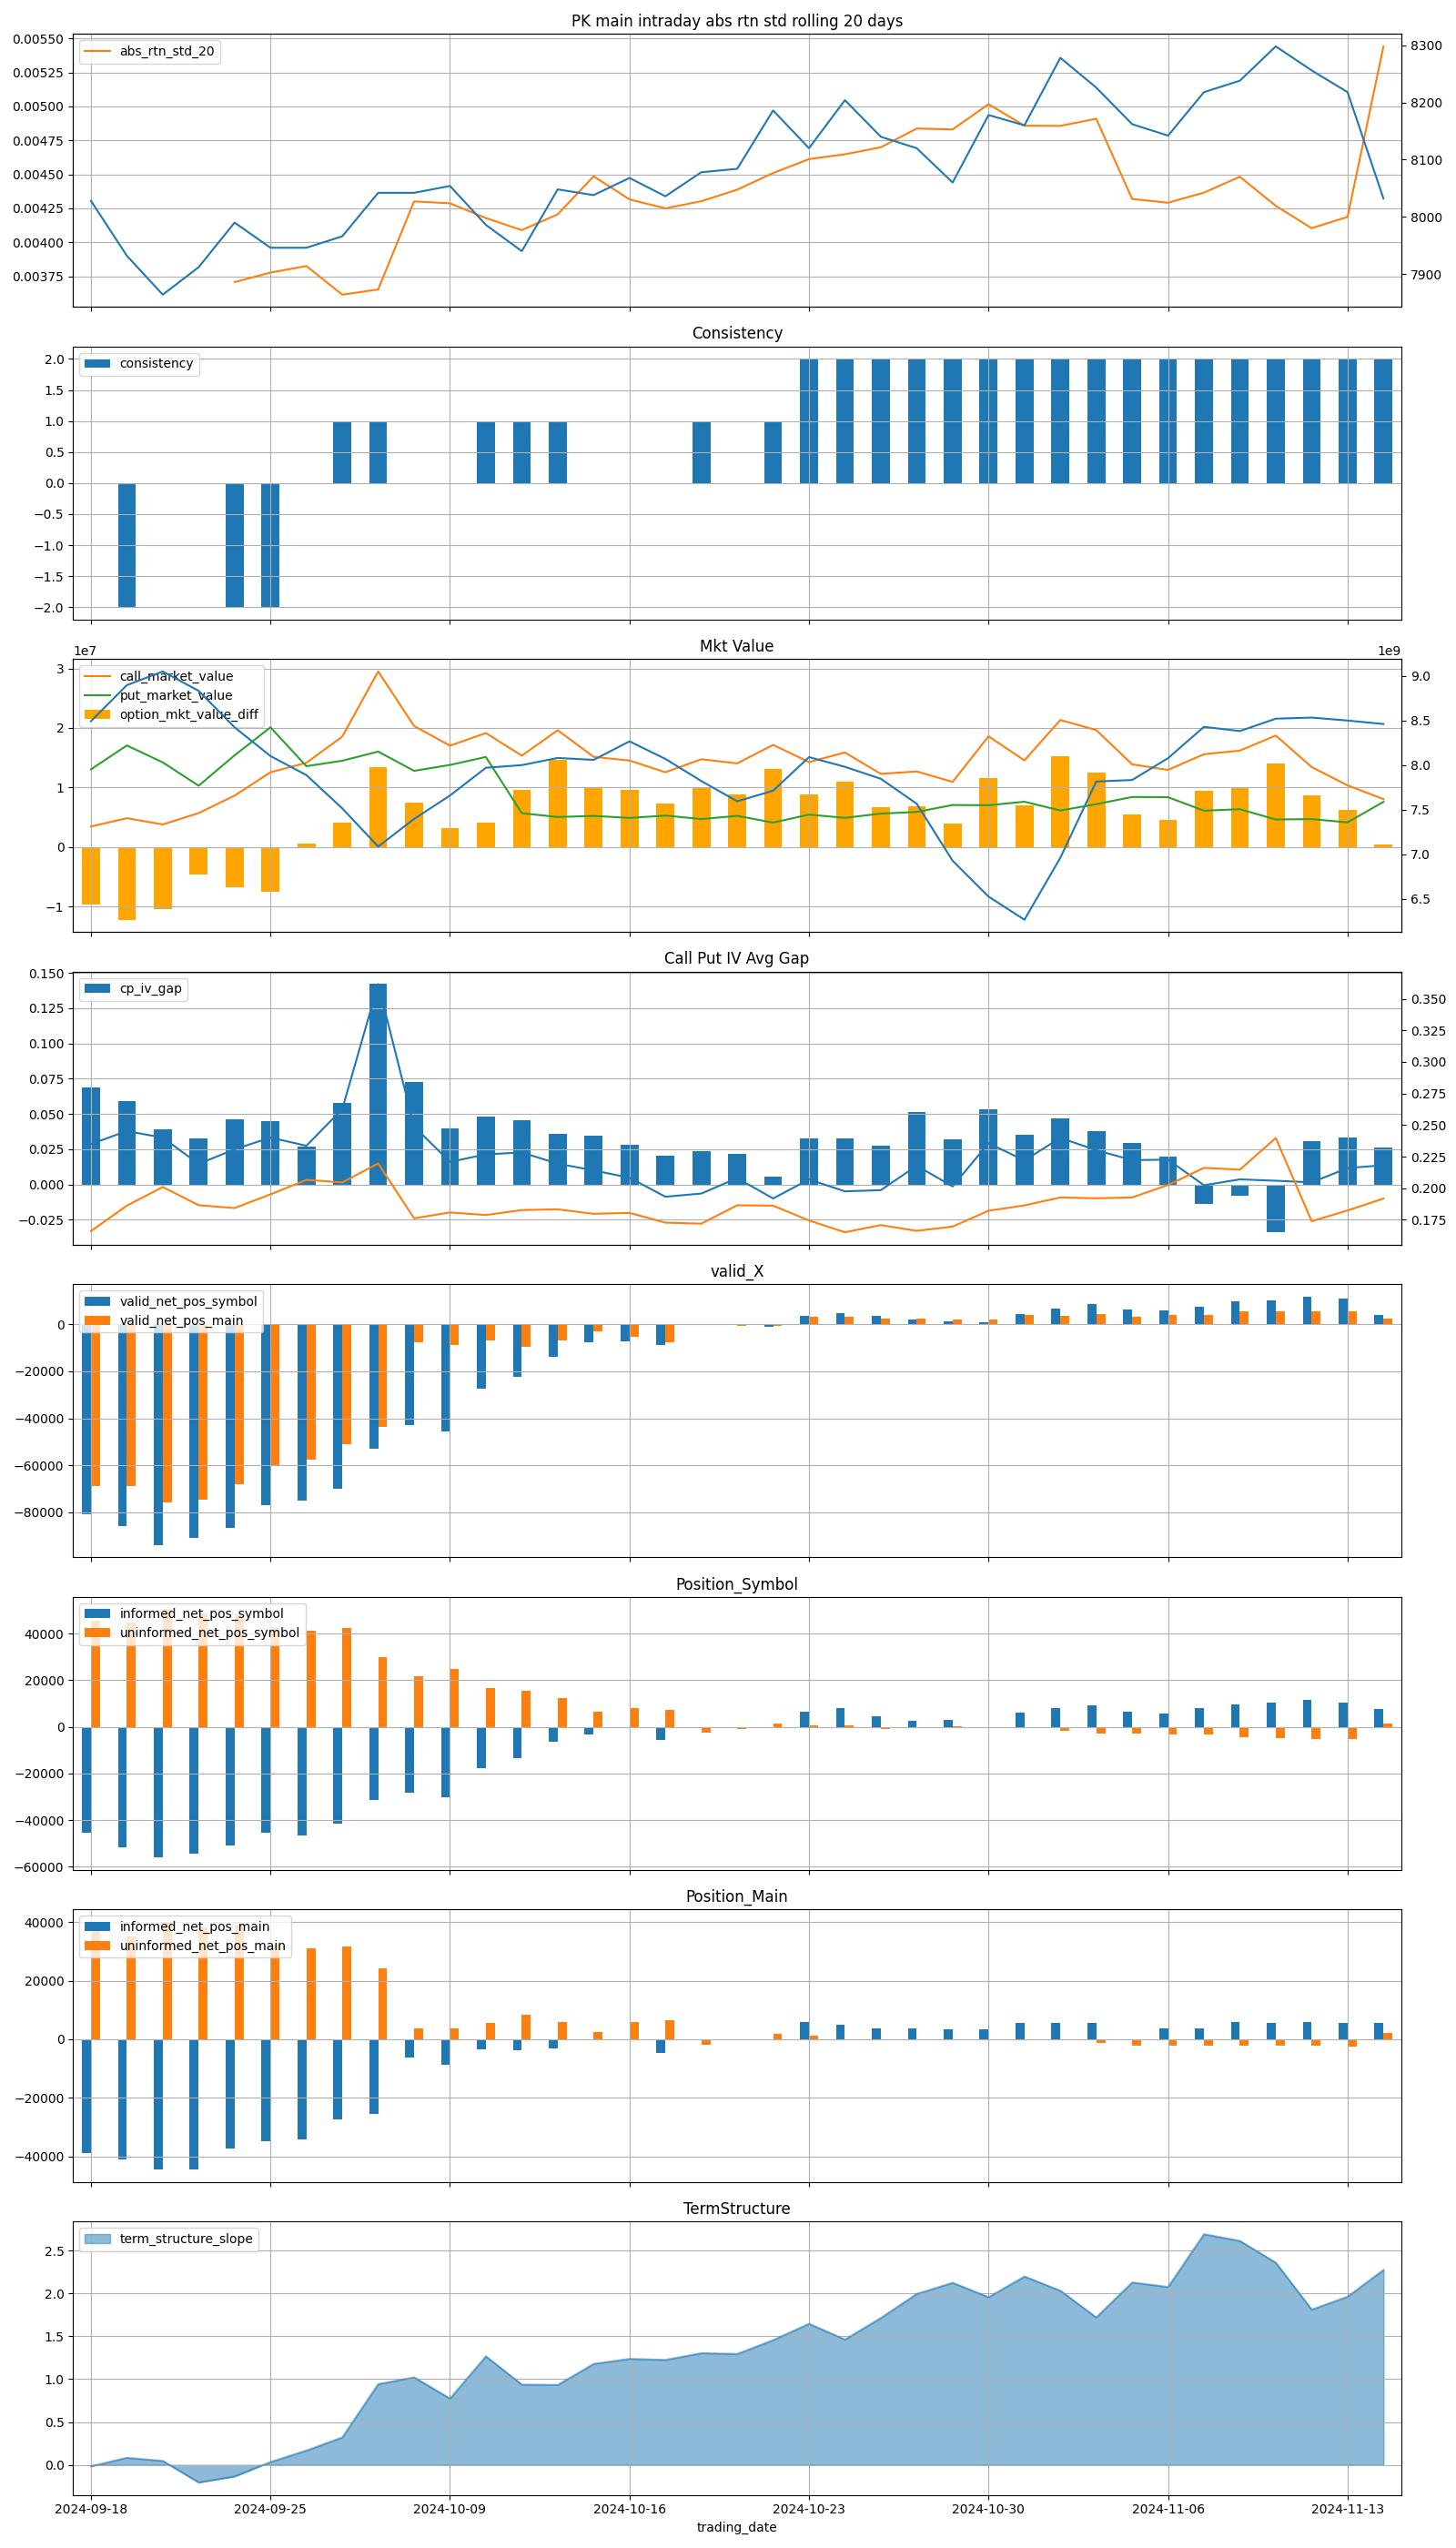 PK main intraday abs rtn std rolling 20 days
abs_rtn_std_20
0.00550
0.00525
0.00500
0.00475
0.00450
0.00425
0.00400
0.00375
8300
8200
8100
8000
7900
Consistency
consistency
2.0
1.5
1.0
0.5
0.0
−0.5
−1.0
−1.5
−2.0
Mkt Value
1e7
1e9
call_market_value
put_market_value
option_mkt_value_diff
3
2
1
0
−1
9.0
8.5
8.0
7.5
7.0
6.5
Call Put IV Avg Gap
cp_iv_gap
0.150
0.125
0.100
0.075
0.050
0.025
0.000
−0.025
0.350
0.325
0.300
0.275
0.250
0.225
0.200
0.175
valid_X
valid_net_pos_symbol
valid_net_pos_main
0
−20000
−40000
−60000
−80000
Position_Symbol
informed_net_pos_symbol
uninformed_net_pos_symbol
40000
20000
0
−20000
−40000
−60000
Position_Main
informed_net_pos_main
uninformed_net_pos_main
40000
20000
0
−20000
−40000
TermStructure
term_structure_slope
2.5
2.0
1.5
1.0
0.5
0.0
2024-09-18 2024-09-25 2024-10-09 2024-10-16 2024-10-23 2024-10-30 2024-11-06 2024-11-13
trading_date